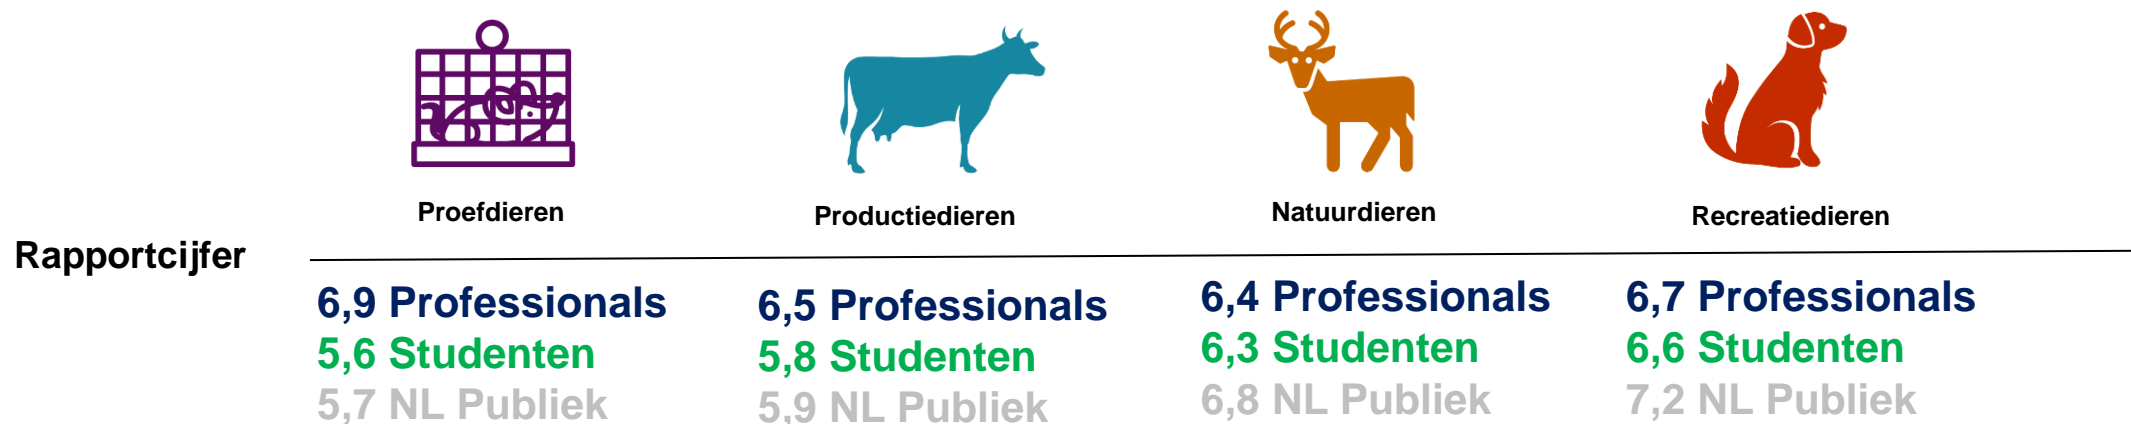 Proefdieren
Productiedieren
Natuurdieren
Recreatiedieren
Rapportcijfer
6,9 Professionals
5,6 Studenten
5,7 NL Publiek
6,5 Professionals
5,8 Studenten
5,9 NL Publiek
6,4 Professionals
6,3 Studenten
6,8 NL Publiek
6,7 Professionals
6,6 Studenten
7,2 NL Publiek